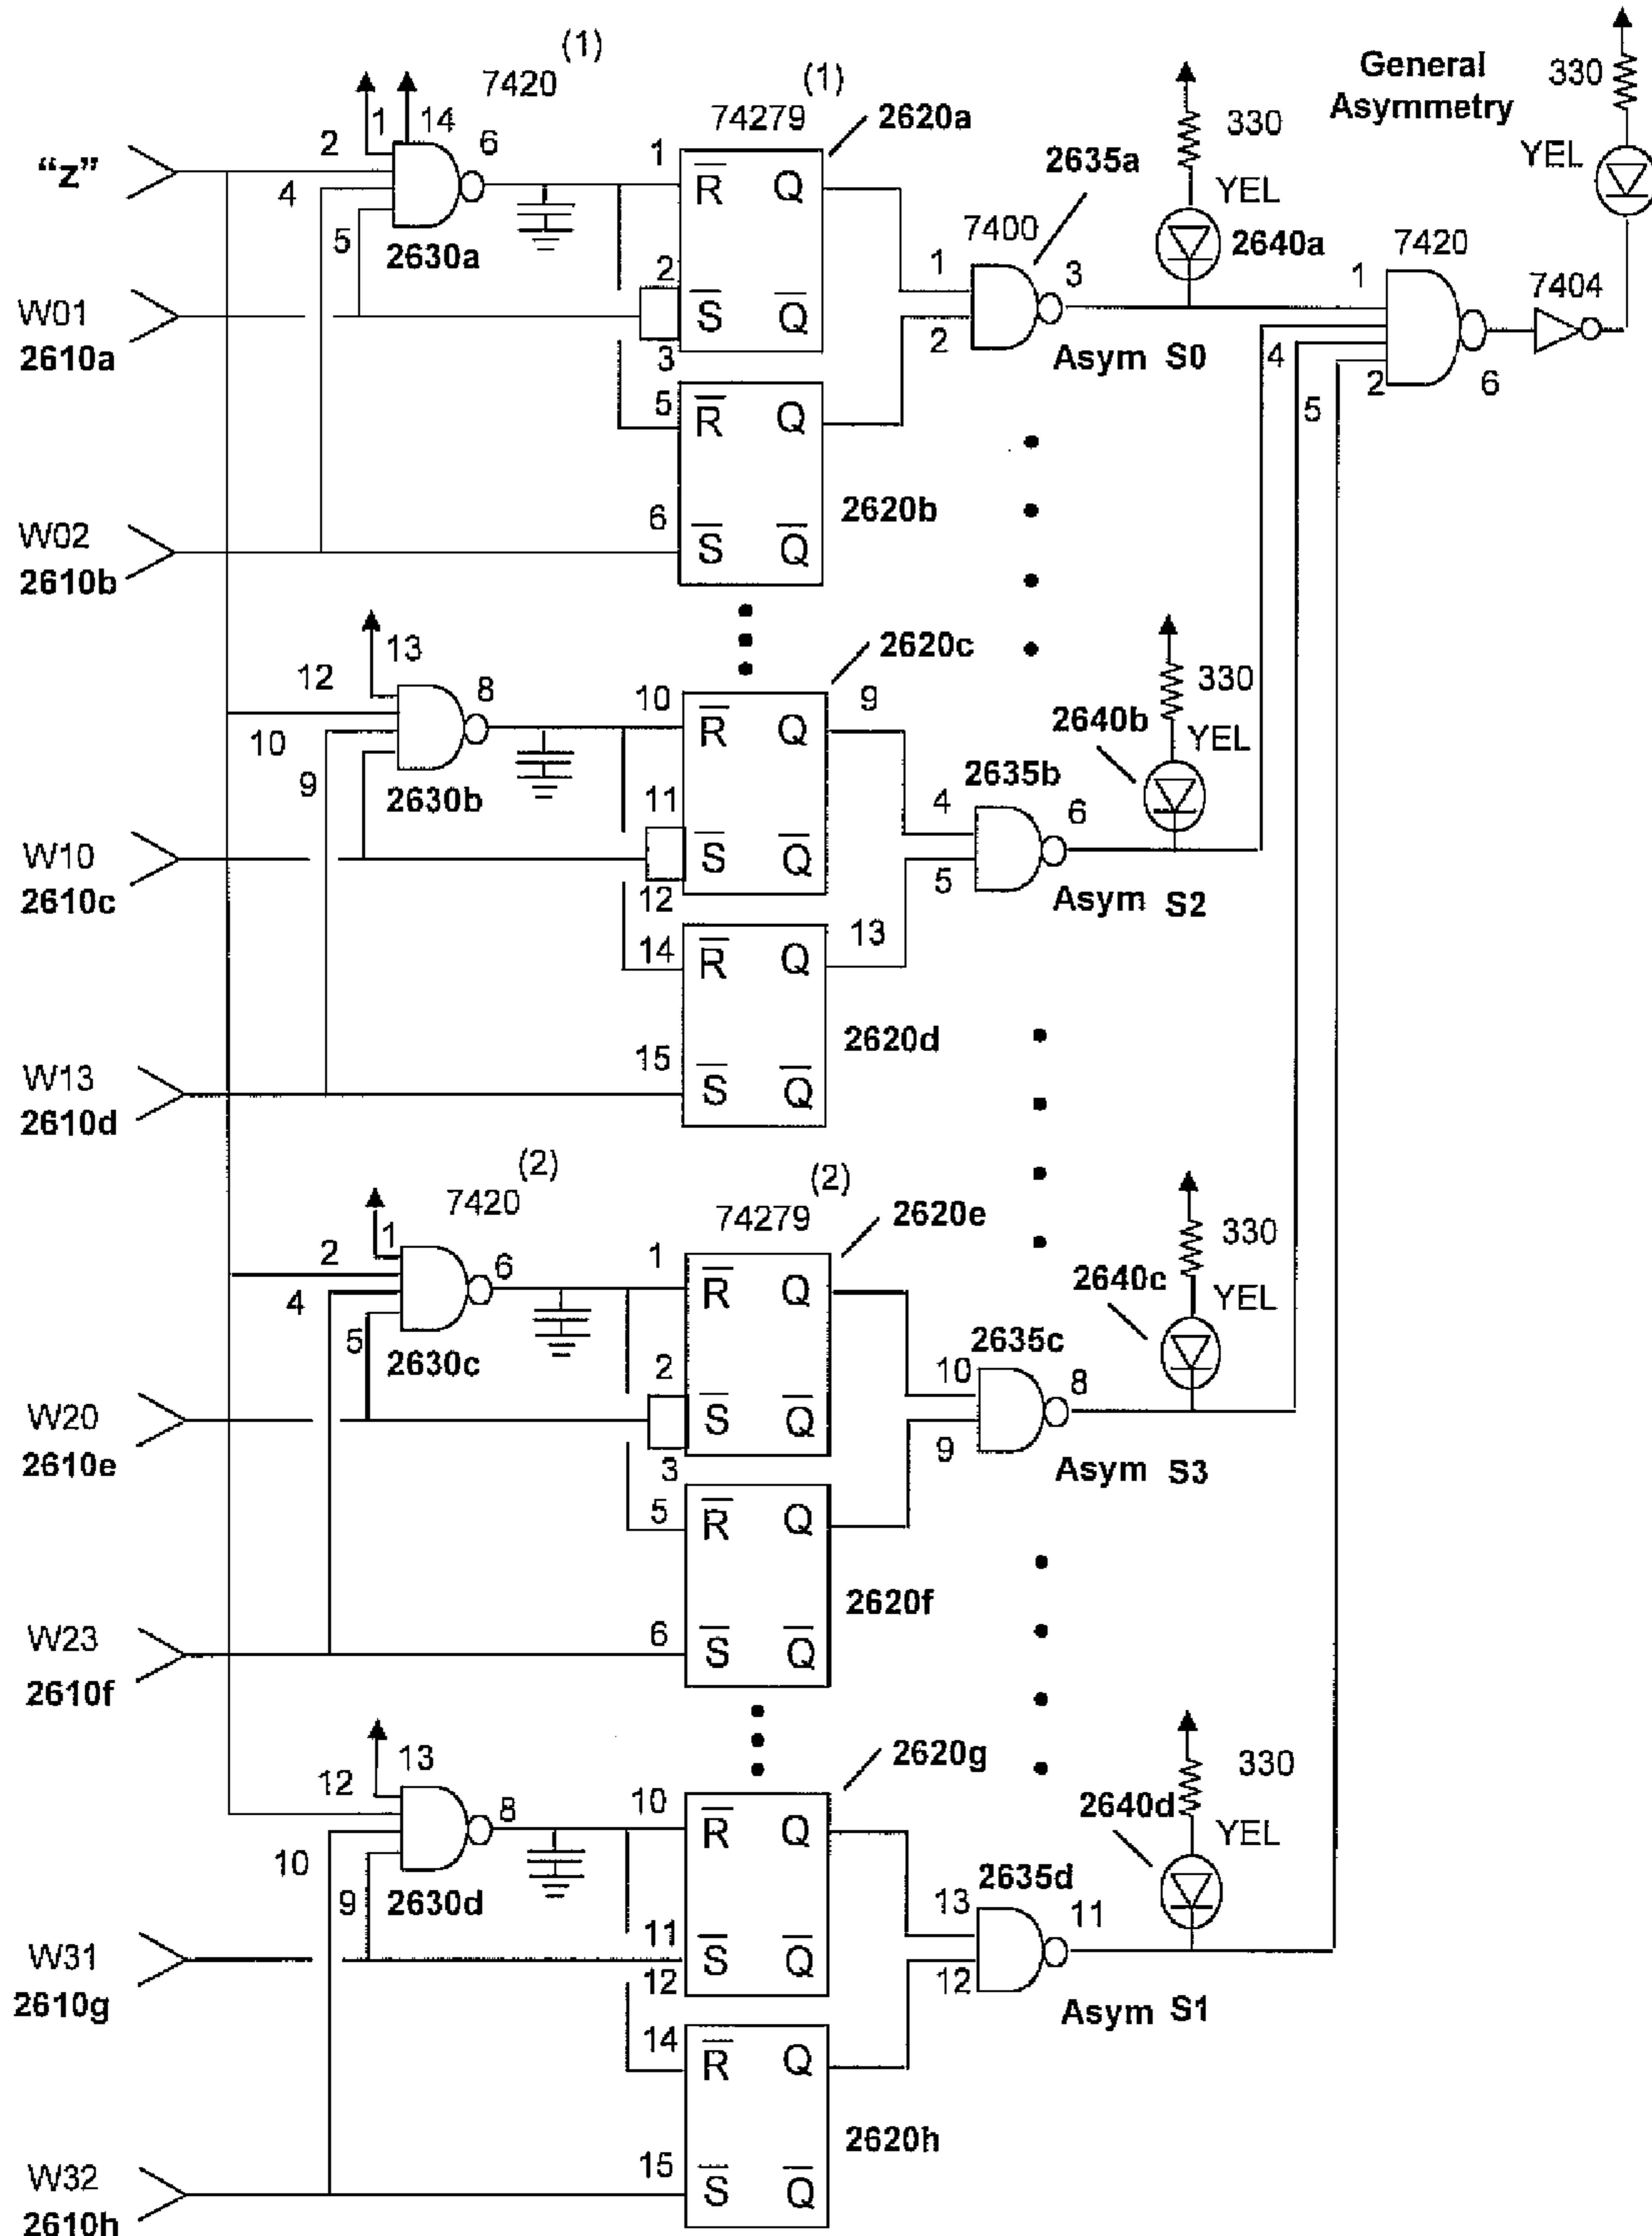 (1)
7420
(1)
74279
2620a
General
Asymmetry
330
YEL
330
YEL
2640a
2635a
7400
7420
7404
"z"
2
1
14
6
4
5
2630a
1
R Q
2
S Q
3
1
2
3
Asym S0
1
4
2
5
6
W01
2610a
5
R Q
2620b
6
S Q
W02
2610b
13
12
8
10
9
2630b
10
R Q
9
2620c
11
S Q
12
2635b
4
5
6
Asym S2
2640b
330
YEL
W10
2610c
14
R Q
13
2620d
15
S Q
W13
2610d
(2)
7420
(2)
74279
2620e
2
1
6
4
5
2630c
1
R Q
2
S Q
3
2635c
10
9
8
Asym S3
2640c
330
YEL
W20
2610e
5
R Q
2620f
6
S Q
W23
2610f
13
12
8
10
9
2630d
10
R Q
2620g
11
S Q
12
2635d
13
12
11
Asym S1
2640d
330
YEL
W31
2610g
14
R Q
2620h
15
S Q
W32
2610h